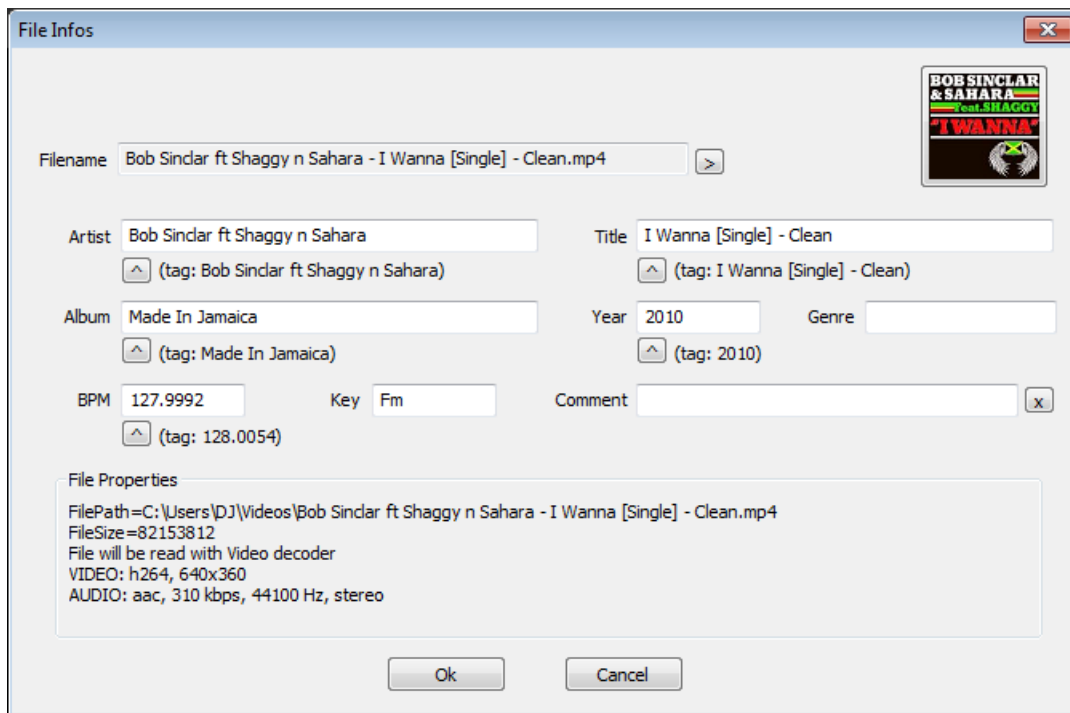 File Infos
BOB SINCLAR
& SAHARA
Feat. SHAGGY
"I WANNA"
Filename Bob Sinclar ft Shaggy n Sahara - I Wanna [Single] - Clean.mp4 >
Artist Bob Sinclar ft Shaggy n Sahara Title I Wanna [Single] - Clean
^ (tag: Bob Sinclar ft Shaggy n Sahara) ^ (tag: I Wanna [Single] - Clean)
Album Made In Jamaica Year 2010 Genre
^ (tag: Made In Jamaica) ^ (tag: 2010)
BPM 127.9992 Key Fm Comment x
^ (tag: 128.0054)
File Properties
FilePath=C:\Users\DJ\Videos\Bob Sinclar ft Shaggy n Sahara - I Wanna [Single] - Clean.mp4
FileSize=82153812
File will be read with Video decoder
VIDEO: h264, 640x360
AUDIO: aac, 310 kbps, 44100 Hz, stereo
Ok Cancel